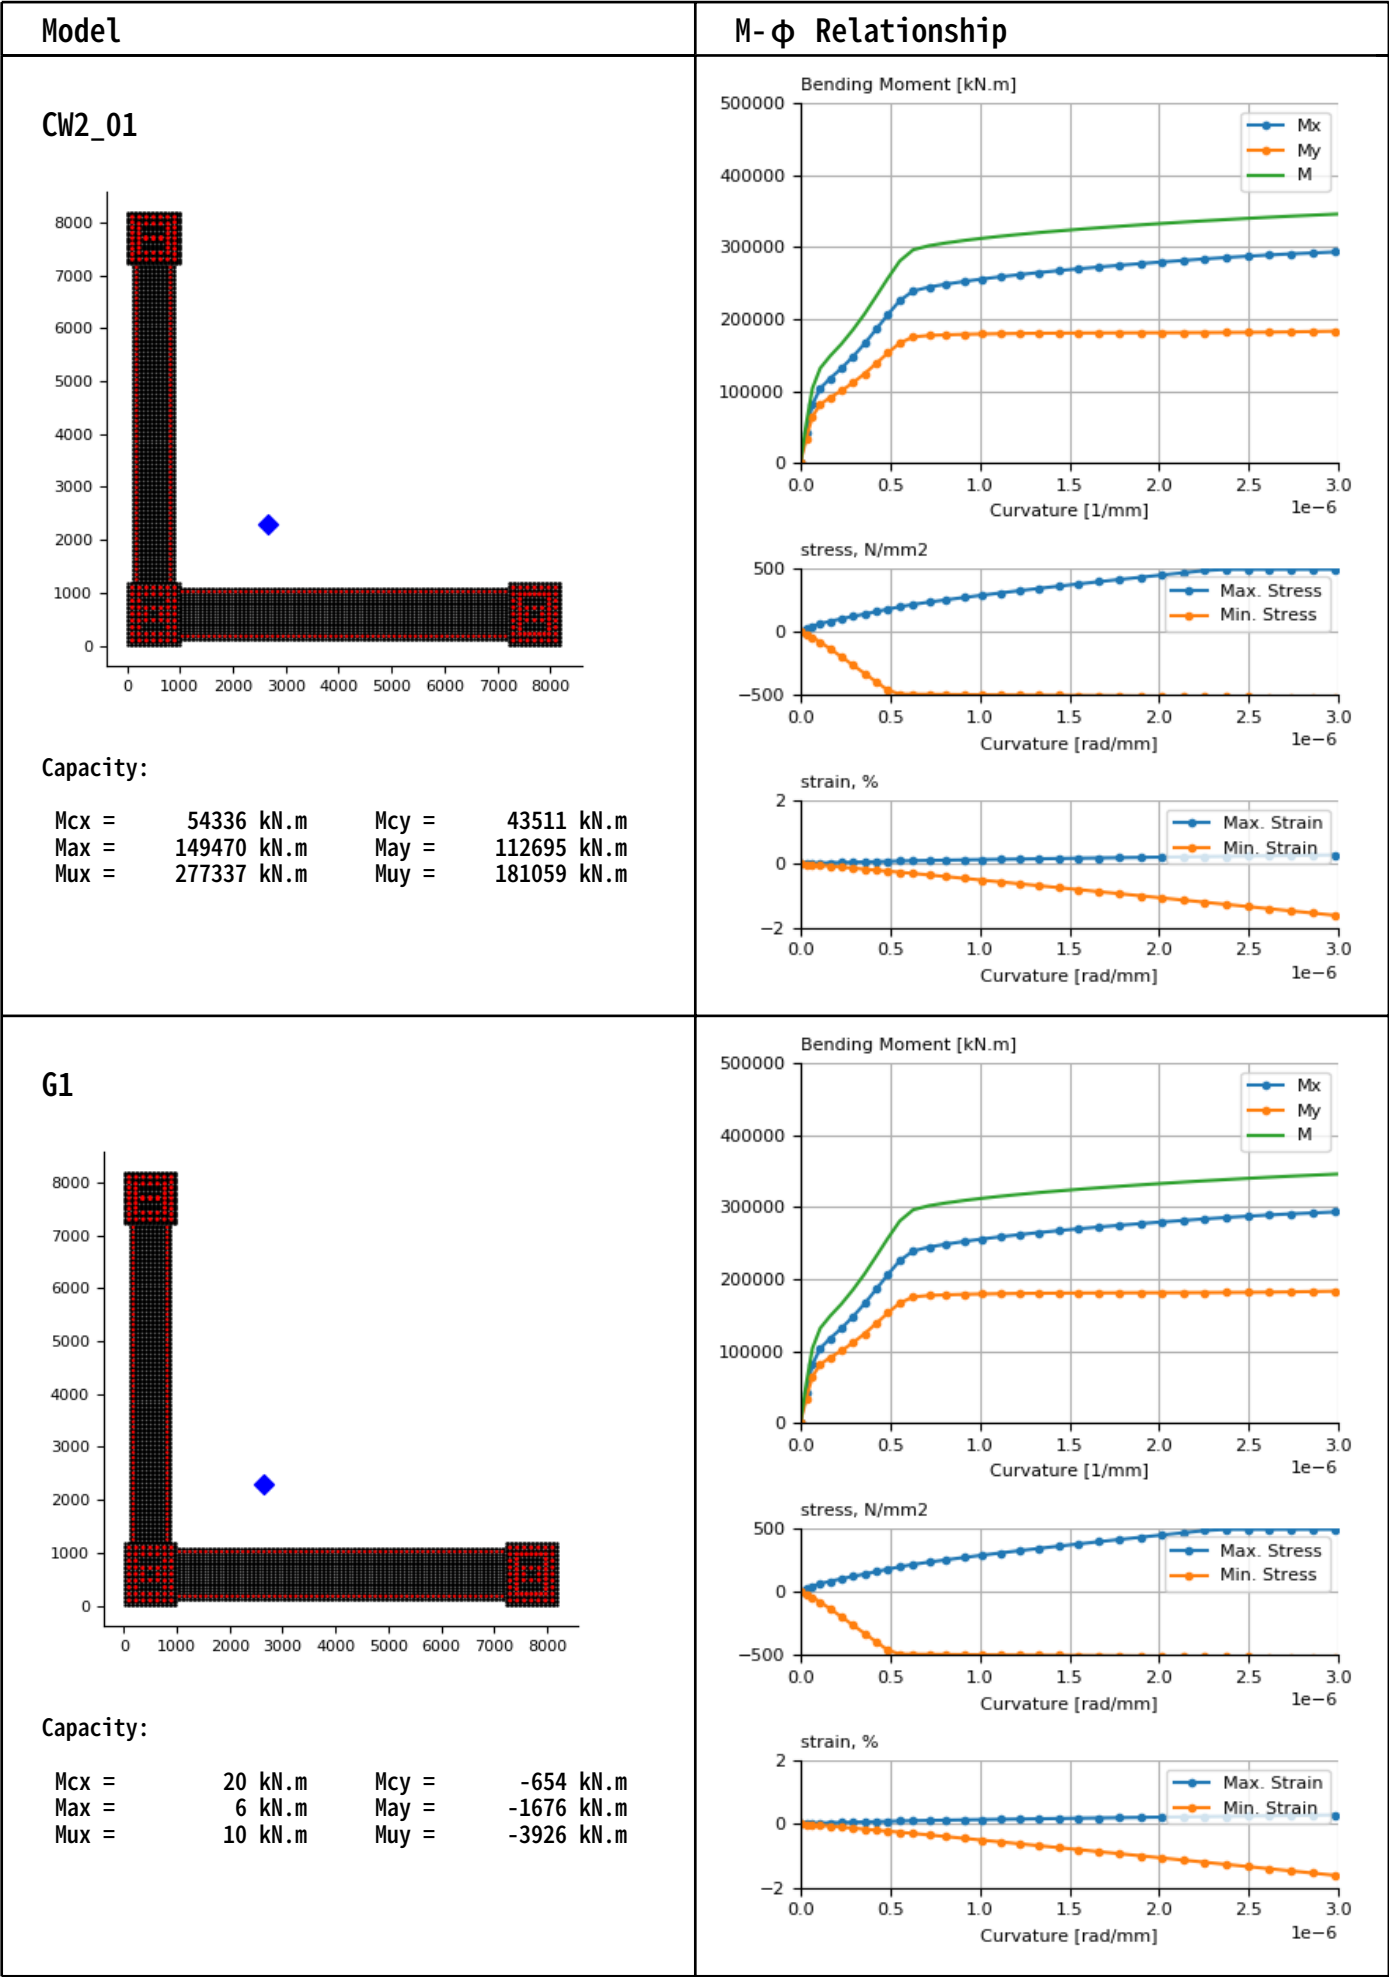 Model
M-Φ Relationship
CW2_01
8000
7000
6000
5000
4000
3000
2000
1000
0
0 1000 2000 3000 4000 5000 6000 7000 8000
Capacity:
Mcx = 54336 kN.m Mcy = 43511 kN.m
Max = 149470 kN.m May = 112695 kN.m
Mux = 277337 kN.m Muy = 181059 kN.m
Bending Moment [kN.m]
500000
400000
300000
200000
100000
0
Mx
My
M
0.0 0.5 1.0 1.5 2.0 2.5 3.0
Curvature [1/mm] 1e−6
stress, N/mm2
500
0
−500
Max. Stress
Min. Stress
0.0 0.5 1.0 1.5 2.0 2.5 3.0
Curvature [rad/mm] 1e−6
strain, %
2
0
−2
Max. Strain
Min. Strain
0.0 0.5 1.0 1.5 2.0 2.5 3.0
Curvature [rad/mm] 1e−6
G1
8000
7000
6000
5000
4000
3000
2000
1000
0
0 1000 2000 3000 4000 5000 6000 7000 8000
Capacity:
Mcx = 20 kN.m Mcy = -654 kN.m
Max = 6 kN.m May = -1676 kN.m
Mux = 10 kN.m Muy = -3926 kN.m
Bending Moment [kN.m]
500000
400000
300000
200000
100000
0
Mx
My
M
0.0 0.5 1.0 1.5 2.0 2.5 3.0
Curvature [1/mm] 1e−6
stress, N/mm2
500
0
−500
Max. Stress
Min. Stress
0.0 0.5 1.0 1.5 2.0 2.5 3.0
Curvature [rad/mm] 1e−6
strain, %
2
0
−2
Max. Strain
Min. Strain
0.0 0.5 1.0 1.5 2.0 2.5 3.0
Curvature [rad/mm] 1e−6